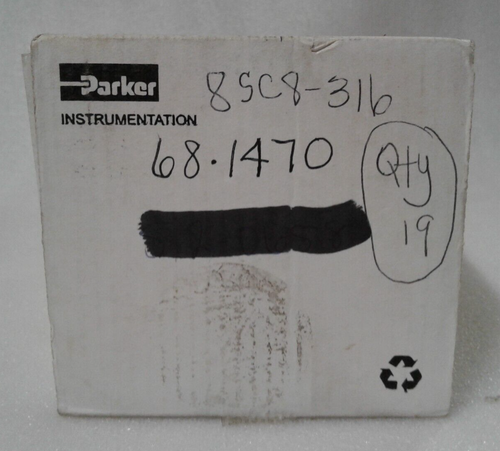 Parker
8SC8-316
INSTRUMENTATION
68.1470
Qty
19